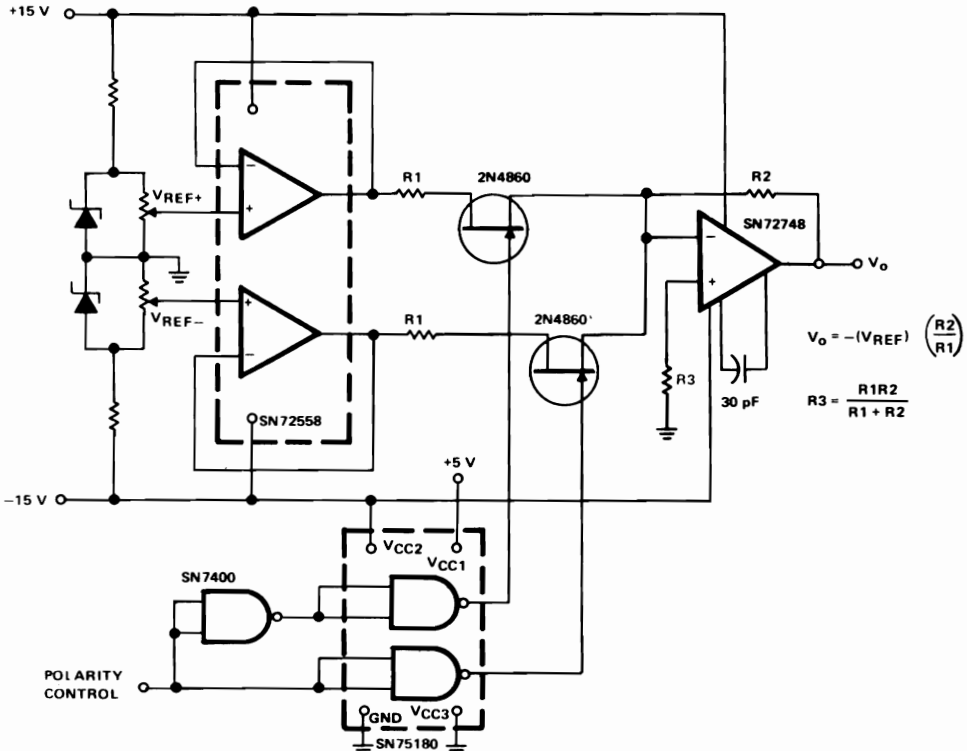 +15 V
R1
2N4860
R2
VREF+
SN72748
Vo
VREF−
R1
2N4860
Vo = −(VREF) (R2/R1)
R3
30 pF
R3 = R1R2/R1 + R2
SN72558
+5 V
−15 V
VCC2
VCC1
SN7400
POLARITY
CONTROL
GND
VCC3
SN75180